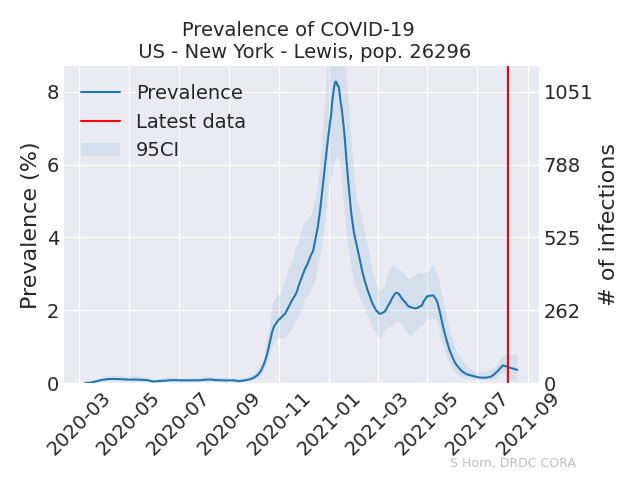 Prevalence of COVID-19
US - New York - Lewis, pop. 26296
Prevalence
Latest data
95CI
Prevalence (%)
8
6
4
2
0
# of infections
1051
788
525
262
0
2020-03
2020-05
2020-07
2020-09
2020-11
2021-01
2021-03
2021-05
2021-07
2021-09
S Horn, DRDC CORA